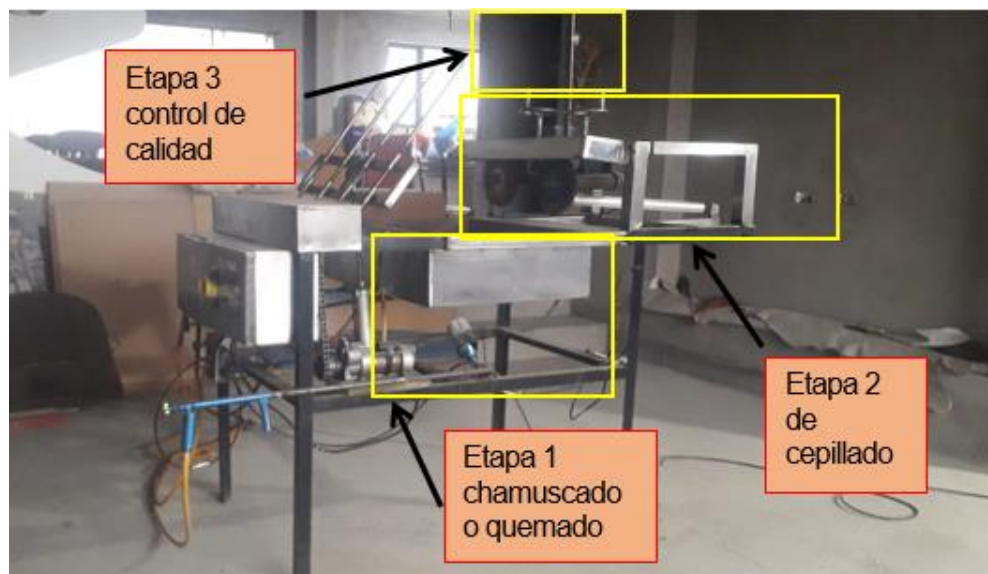 Etapa 3
control de
calidad
Etapa 2
de
cepillado
Etapa 1
chamuscado
o quemado